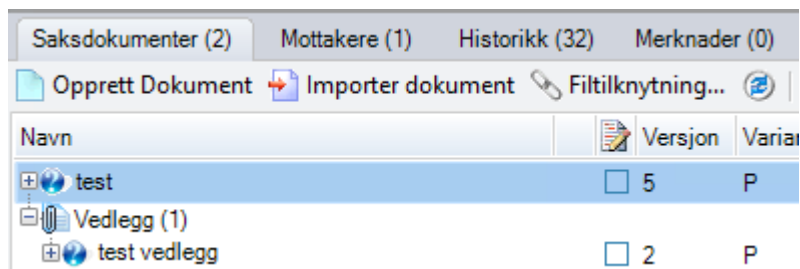 Saksdokumenter (2) Mottakere (1) Historikk (32) Merknader (0)
Opprett Dokument Importer dokument Filtilknytning...
Navn Versjon
test 5 P
Vedlegg (1)
test vedlegg 2 P